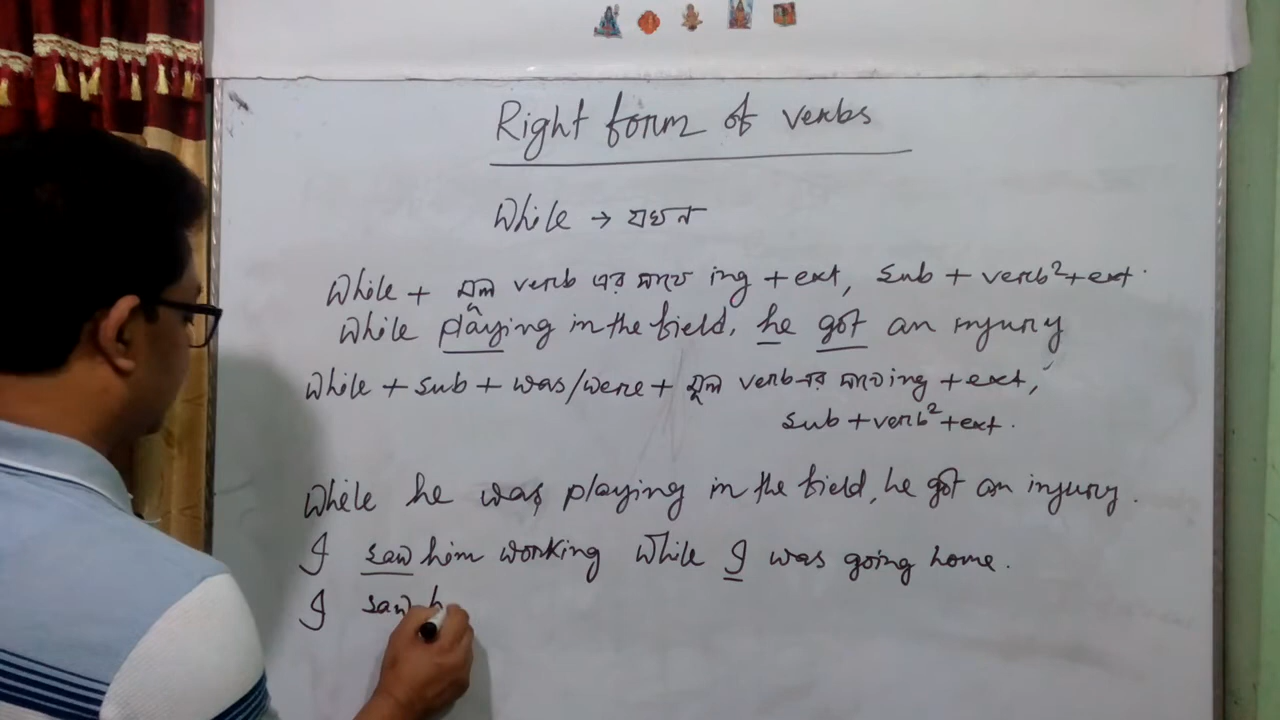 Right form of verbs
While → যখন
While + মূল verb এর সাথে ing + ext, sub + verb²+ext.
While playing in the field, he got an injury
While + sub + was/were + মূল verb-এর সাথে ing + ext,
sub + verb²+ext.
While he was playing in the field, he got an injury.
I saw him working while I was going home.
I saw h